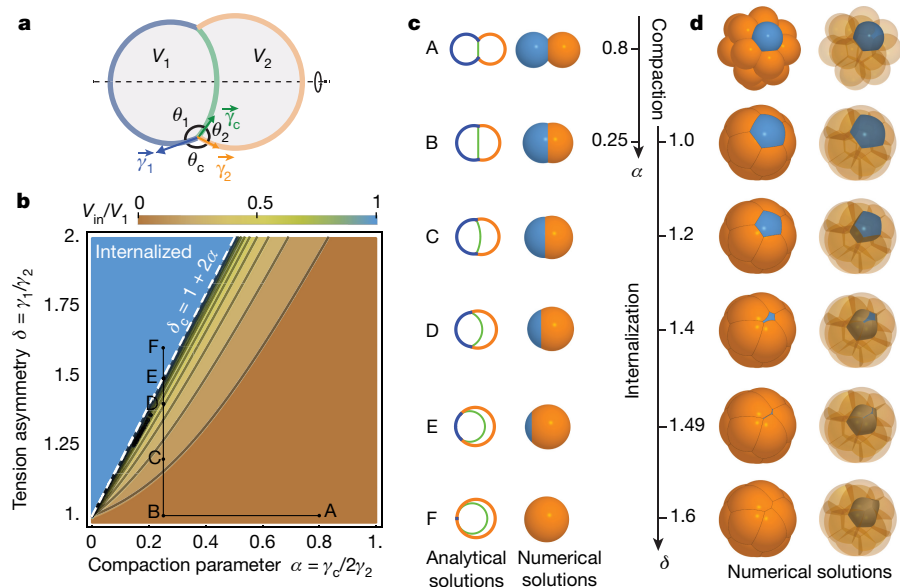 a
V₁
V₂
θ₁
θ₂
θc
γc
γ₁
γ₂
b
Vin/V₁
0
0.5
1
Tension asymmetry δ = γ₁/γ₂
2.
1.75
1.5
1.25
1.
Internalized
δc = 1 + 2α
F
E
D
C
B
A
0
0.2
0.4
0.6
0.8
1.
Compaction parameter α = γc/2γ₂
c
A
B
C
D
E
F
Analytical
solutions
Numerical
solutions
0.8
0.25
α
Compaction
Internalization
1.0
1.2
1.4
1.49
1.6
δ
d
Numerical solutions